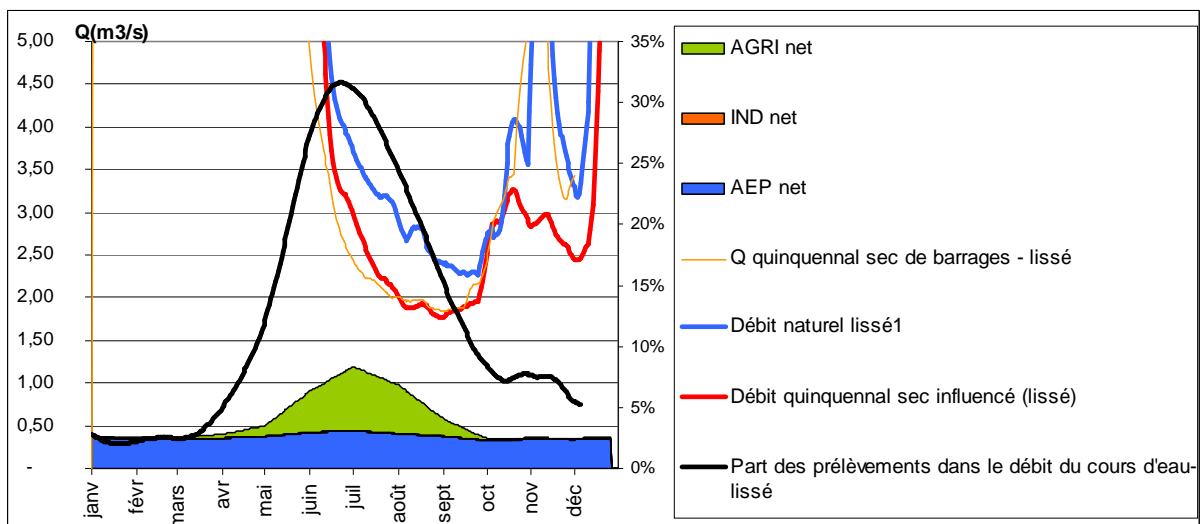 Q(m3/s)
5,00
4,50
4,00
3,50
3,00
2,50
2,00
1,50
1,00
0,50
-
35%
30%
25%
20%
15%
10%
5%
0%
janv
févr
mars
avr
mai
juin
juil
août
sept
oct
nov
déc
AGRI net
IND net
AEP net
Q quinquennal sec de barrages - lissé
Débit naturel lissé1
Débit quinquennal sec influencé (lissé)
Part des prélèvements dans le débit du cours d'eau-
lissé